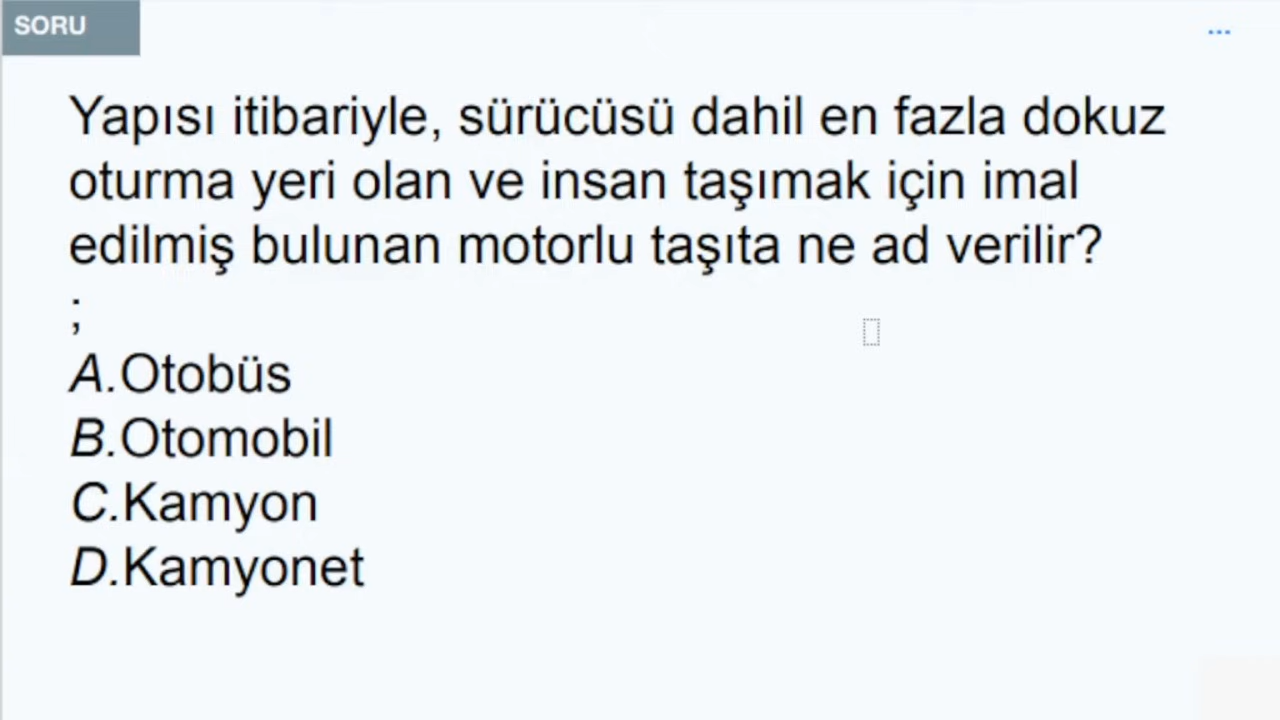 SORU
...
Yapısı itibariyle, sürücüsü dahil en fazla dokuz
oturma yeri olan ve insan taşımak için imal
edilmiş bulunan motorlu taşıta ne ad verilir?
;
A.Otobüs
B.Otomobil
C.Kamyon
D.Kamyonet